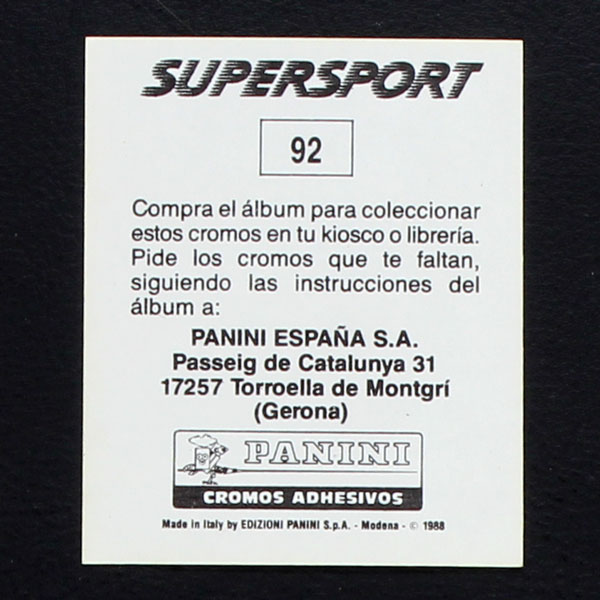 SUPERSPORT
92
Compra el álbum para coleccionar
estos cromos en tu kiosco o librería.
Pide los cromos que te faltan,
siguiendo las instrucciones del
álbum a:
PANINI ESPAÑA S.A.
Passeig de Catalunya 31
17257 Torroella de Montgrí
(Gerona)
PANINI
CROMOS ADHESIVOS
Made in Italy by EDIZIONI PANINI S.p.A. - Modena - © 1988